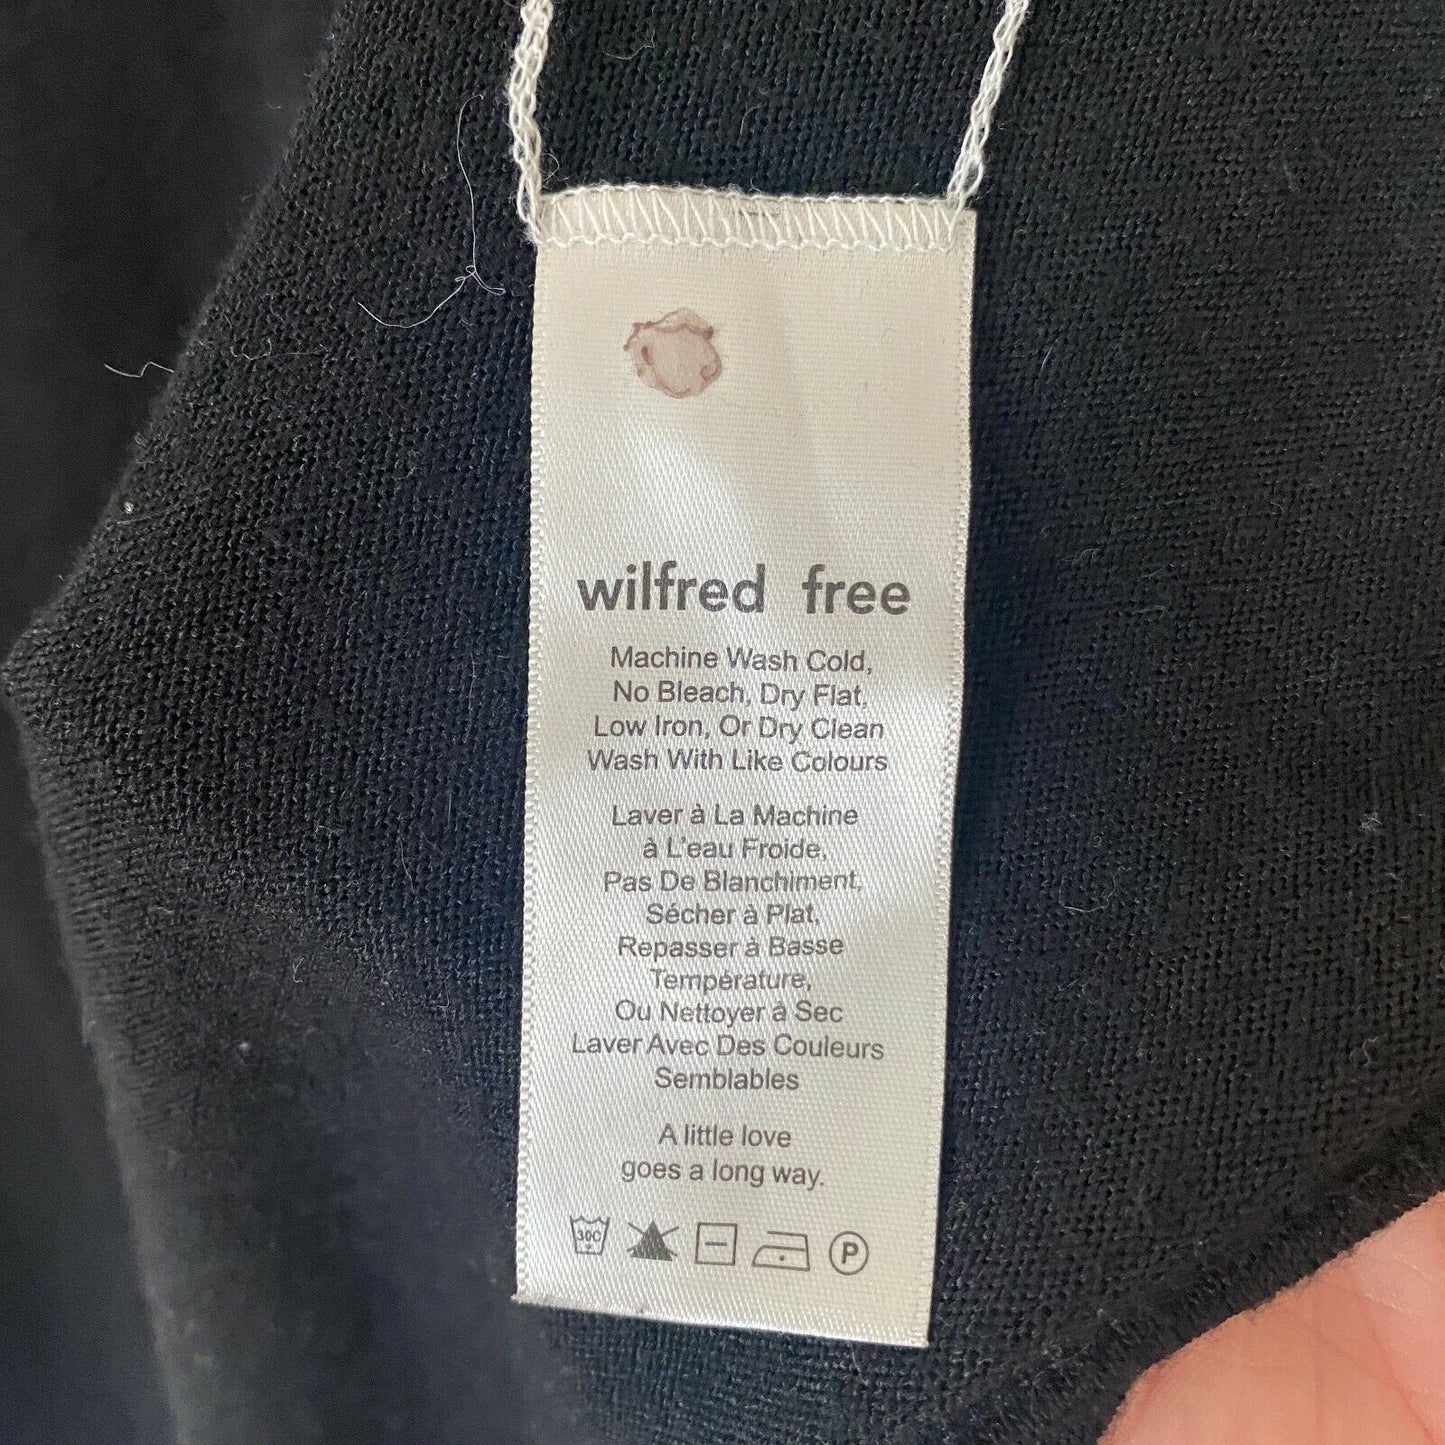 wilfred free
Machine Wash Cold,
No Bleach, Dry Flat,
Low Iron, Or Dry Clean
Wash With Like Colours
Laver à La Machine
à L'eau Froide,
Pas De Blanchiment,
Sécher à Plat,
Repasser à Basse
Température,
Ou Nettoyer à Sec
Laver Avec Des Couleurs
Semblables
A little love
goes a long way.
30C P